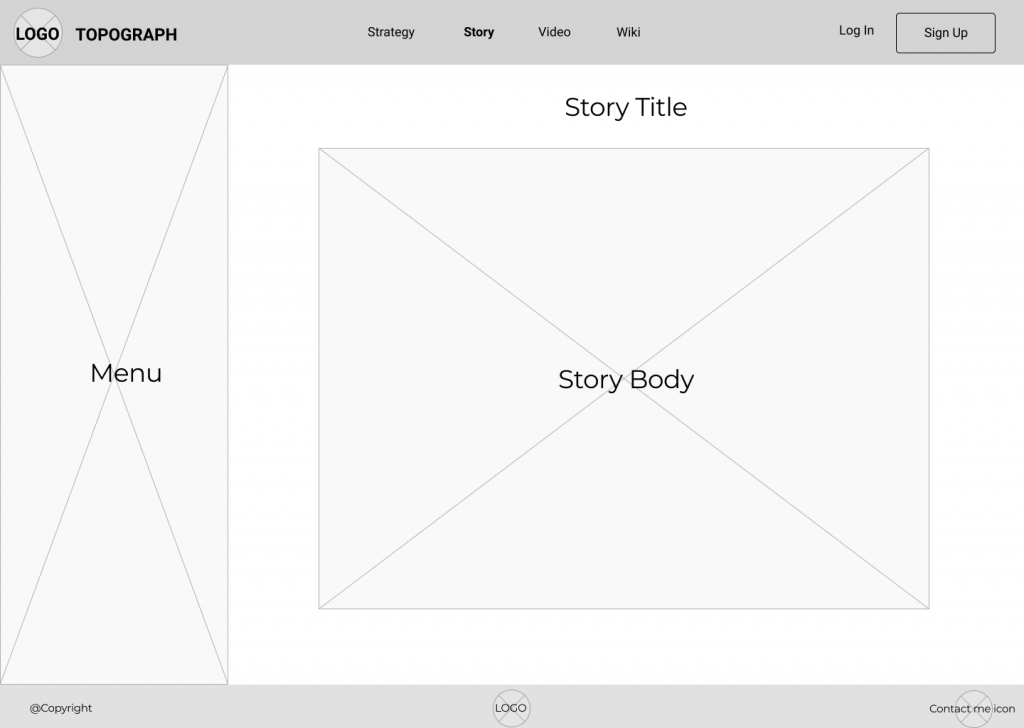 LOGO TOPOGRAPH Strategy Story Video Wiki Log In Sign Up
Story Title
Menu
Story Body
@Copyright LOGO Contact me icon